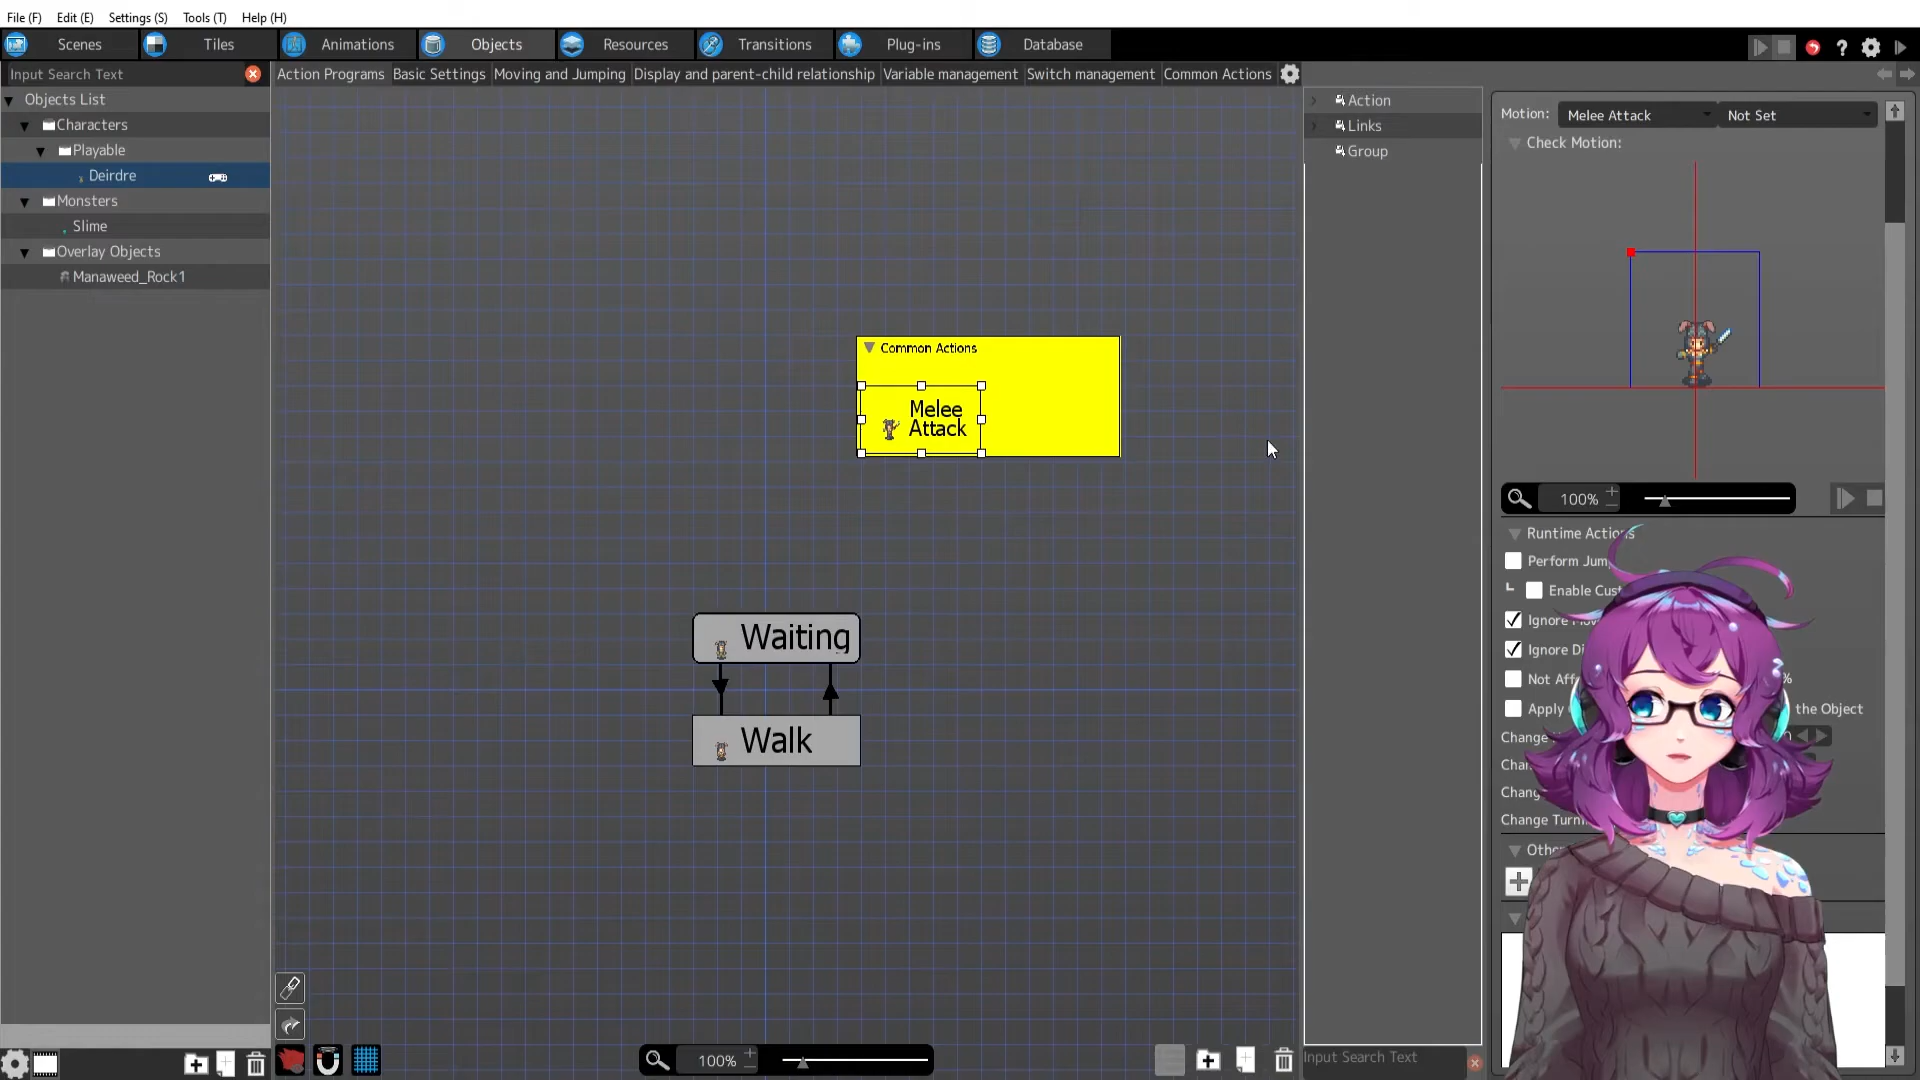 File (F) Edit (E) Settings (S) Tools (T) Help (H)
Scenes Tiles Animations Objects Resources Transitions Plug-ins Database
Input Search Text
Action Programs Basic Settings Moving and Jumping Display and parent-child relationship Variable management Switch management Common Actions
Objects List
Characters
Playable
Deirdre
Monsters
Slime
Overlay Objects
Manaweed_Rock1
Common Actions
Melee
Attack
Waiting
Walk
100%
Action
Links
Group
Input Search Text
Motion: Melee Attack Not Set
Check Motion:
100%
Runtime Actions
Perform Jum
Enable Cust
Ignore
Ignore Di
Not Aff %
Apply the Object
Change
Change
Change Turn
Othe